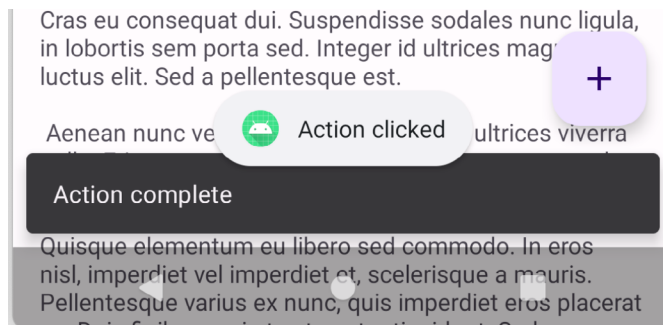 Cras eu consequat dui. Suspendisse sodales nunc ligula,
in lobortis sem porta sed. Integer id ultrices
luctus elit. Sed a pellentesque est.
Aenean nunc ultrices viverra
Action clicked
Action complete
Quisque elementum eu libero sed commodo. In eros
nisl, imperdiet vel imperdiet et, scelerisque a mauris.
Pellentesque varius ex nunc, quis imperdiet eros placerat